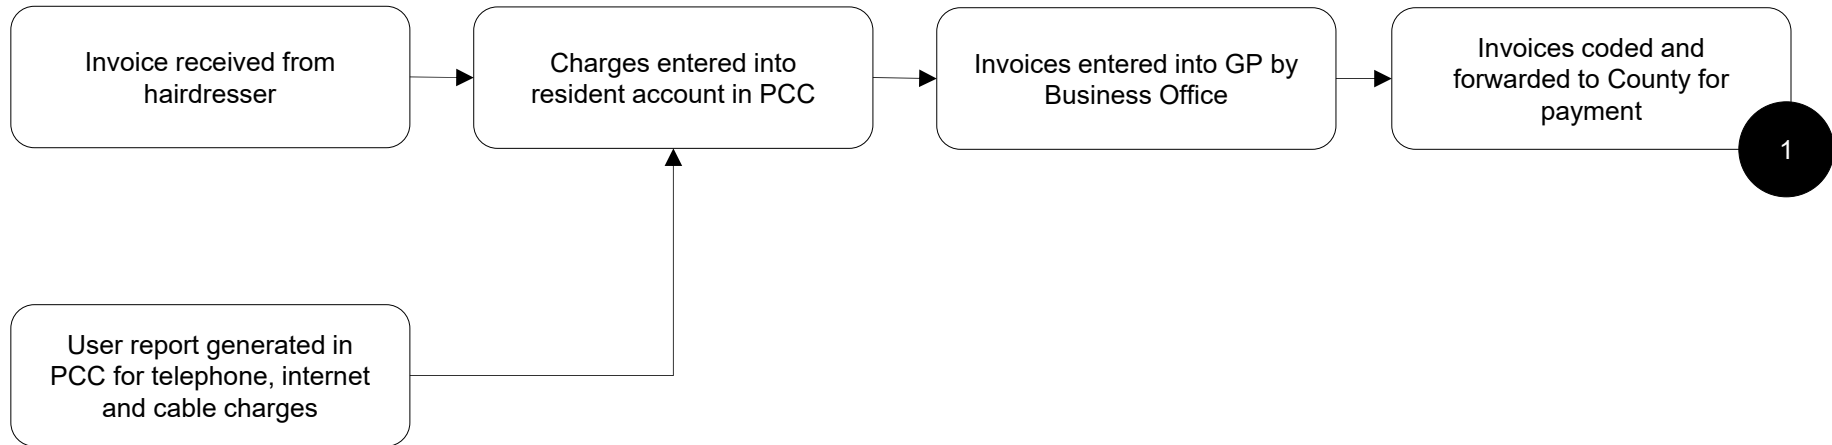 Invoice received from
hairdresser
Charges entered into
resident account in PCC
Invoices entered into GP by
Business Office
Invoices coded and
forwarded to County for
payment
1
User report generated in
PCC for telephone, internet
and cable charges